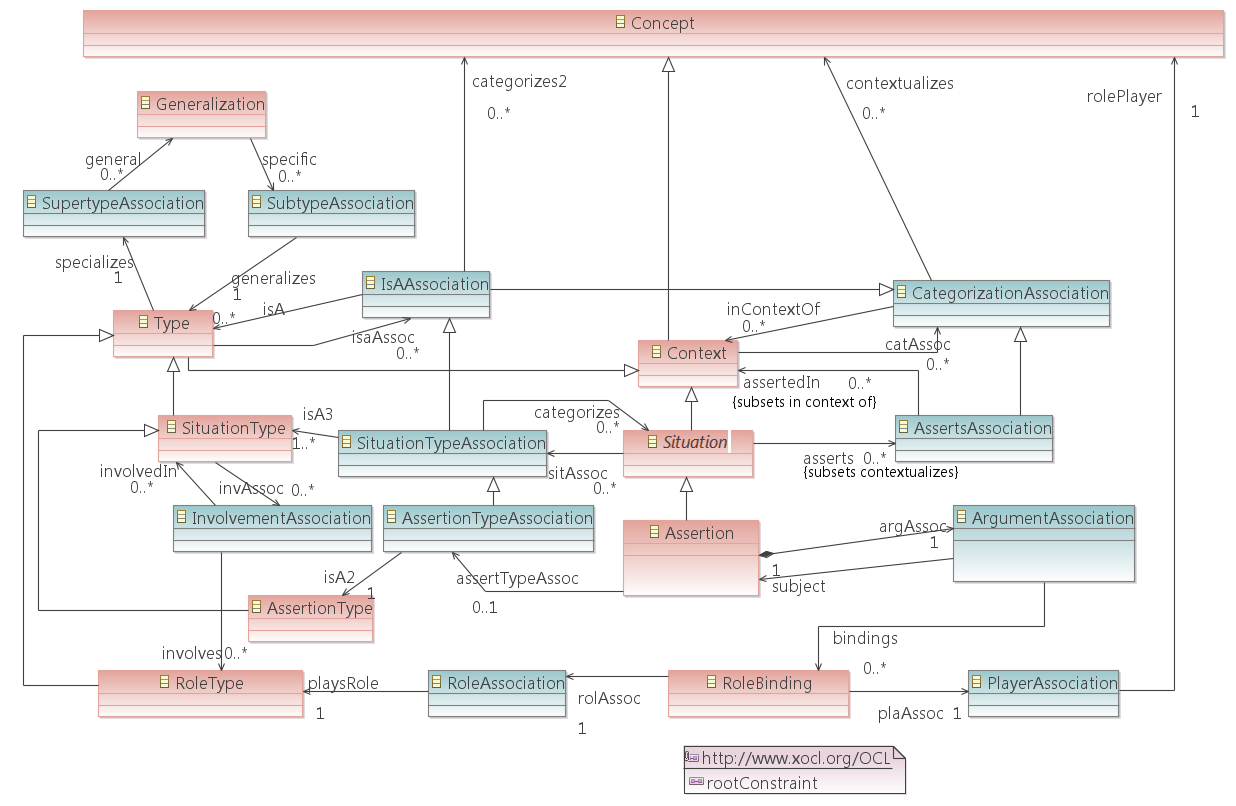 Concept
categorizes2
0..*
contextualizes
0..*
rolePlayer
1
Generalization
general
0..*
specific
0..*
SupertypeAssociation
SubtypeAssociation
specializes
1
generalizes
1
IsAAssociation
CategorizationAssociation
isA
0..*
inContextOf
0..*
Type
isaAssoc
0..*
Context
catAssoc
0..*
assertedIn
0..*
{subsets in context of}
isA3
1..*
categorizes
0..*
SituationType
SituationTypeAssociation
Situation
AssertsAssociation
asserts
0..*
{subsets contextualizes}
involvedIn
0..*
invAssoc
0..*
sitAssoc
0..*
InvolvementAssociation
AssertionTypeAssociation
Assertion
ArgumentAssociation
argAssoc
1
1
subject
isA2
1
assertTypeAssoc
0..1
AssertionType
bindings
0..*
involves
0..*
RoleType
playsRole
1
RoleAssociation
rolAssoc
1
RoleBinding
plaAssoc
1
PlayerAssociation
http://www.xocl.org/OCL
rootConstraint